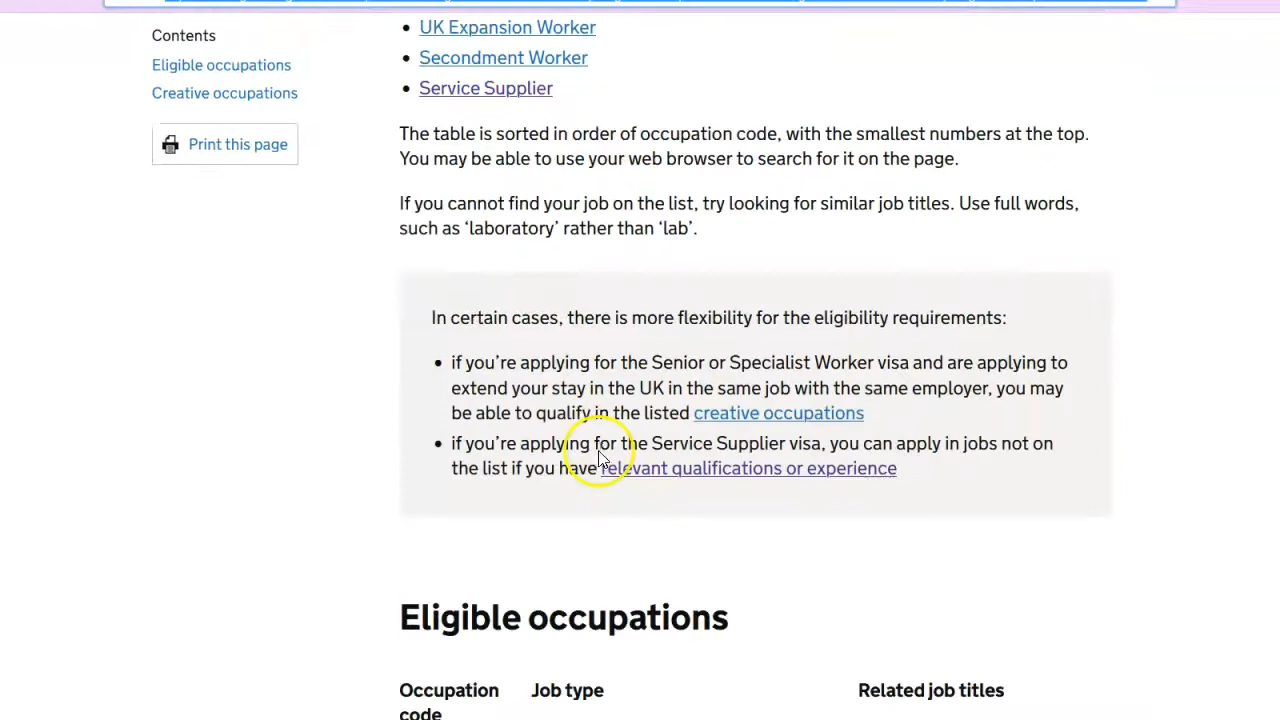 Contents
Eligible occupations
Creative occupations
Print this page
UK Expansion Worker
Secondment Worker
Service Supplier
The table is sorted in order of occupation code, with the smallest numbers at the top.
You may be able to use your web browser to search for it on the page.
If you cannot find your job on the list, try looking for similar job titles. Use full words,
such as ‘laboratory’ rather than ‘lab’.
In certain cases, there is more flexibility for the eligibility requirements:
if you’re applying for the Senior or Specialist Worker visa and are applying to
extend your stay in the UK in the same job with the same employer, you may
be able to qualify in the listed creative occupations
if you’re applying for the Service Supplier visa, you can apply in jobs not on
the list if you have relevant qualifications or experience
Eligible occupations
Occupation code
Job type
Related job titles